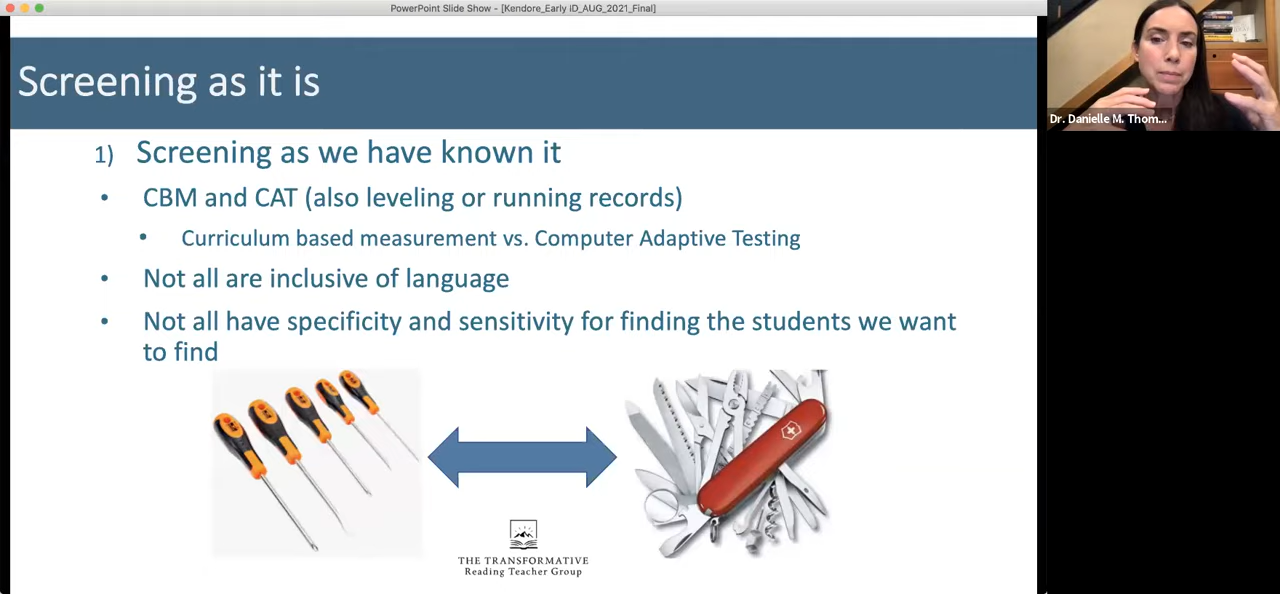 PowerPoint Slide Show - [Kendore_Early iD_AUG_2021_Final]
Screening as it is
1) Screening as we have known it
• CBM and CAT (also leveling or running records)
• Curriculum based measurement vs. Computer Adaptive Testing
• Not all are inclusive of language
• Not all have specificity and sensitivity for finding the students we want
to find
THE TRANSFORMATIVE
Reading Teacher Group
Dr. Danielle M. Thom...